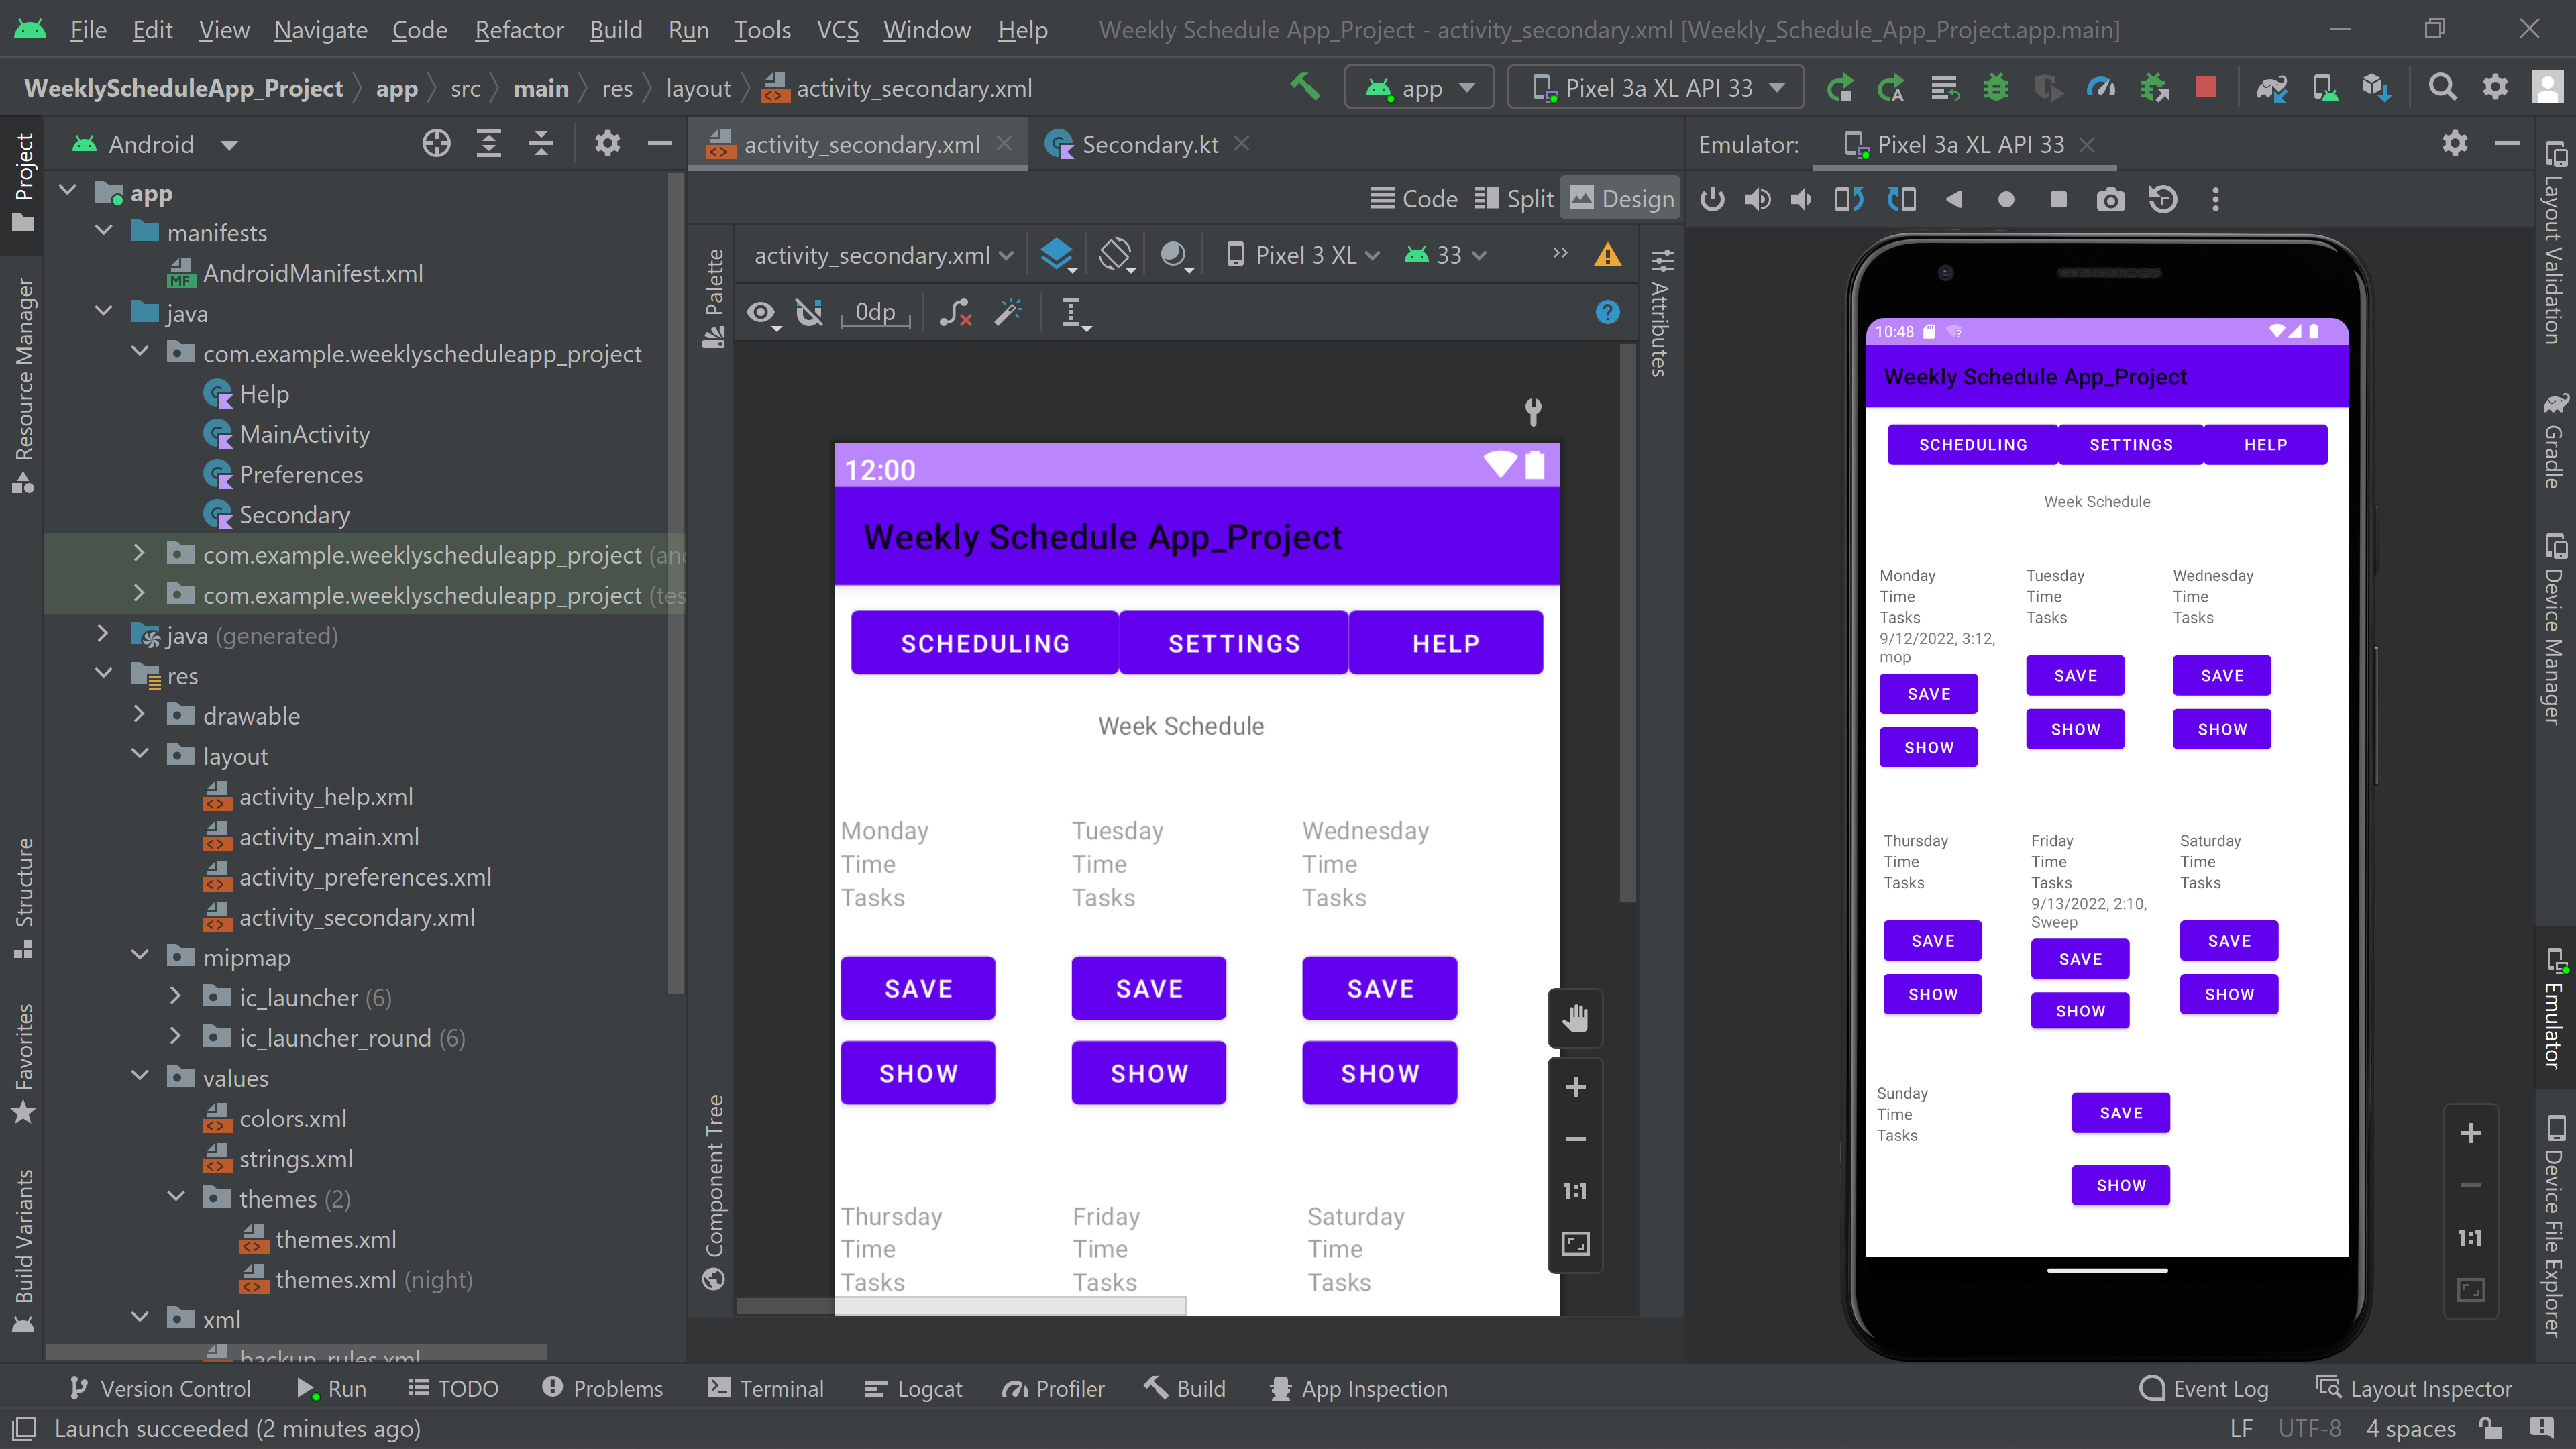 File Edit View Navigate Code Refactor Build Run Tools VCS Window Help Weekly Schedule App_Project - activity_secondary.xml [Weekly_Schedule_App_Project.app.main]
WeeklyScheduleApp_Project app src main res layout activity_secondary.xml app Pixel 3a XL API 33
Project
Resource Manager
Structure
Favorites
Build Variants
Android
app
manifests
AndroidManifest.xml
java
com.example.weeklyscheduleapp_project
Help
MainActivity
Preferences
Secondary
com.example.weeklyscheduleapp_project (an
com.example.weeklyscheduleapp_project (tes
java (generated)
res
drawable
layout
activity_help.xml
activity_main.xml
activity_preferences.xml
activity_secondary.xml
mipmap
ic_launcher (6)
ic_launcher_round (6)
values
colors.xml
strings.xml
themes (2)
themes.xml
themes.xml (night)
xml
backup_rules.xml
activity_secondary.xml Secondary.kt
Code Split Design
Palette
Component Tree
activity_secondary.xml Pixel 3 XL 33
0dp
Attributes
12:00
Weekly Schedule App_Project
SCHEDULING SETTINGS HELP
Week Schedule
Monday Tuesday Wednesday
Time Time Time
Tasks Tasks Tasks
SAVE SAVE SAVE
SHOW SHOW SHOW
Thursday Friday Saturday
Time Time Time
Tasks Tasks Tasks
1:1
Emulator: Pixel 3a XL API 33
10:48
Weekly Schedule App_Project
SCHEDULING SETTINGS HELP
Week Schedule
Monday Tuesday Wednesday
Time Time Time
Tasks Tasks Tasks
9/12/2022, 3:12,
mop
SAVE SAVE SAVE
SHOW SHOW SHOW
Thursday Friday Saturday
Time Time Time
Tasks Tasks Tasks
9/13/2022, 2:10,
Sweep
SAVE SAVE SAVE
SHOW SHOW SHOW
Sunday
Time
Tasks
SAVE
SHOW
1:1
Layout Validation
Gradle
Device Manager
Emulator
Device File Explorer
Version Control Run TODO Problems Terminal Logcat Profiler Build App Inspection Event Log Layout Inspector
Launch succeeded (2 minutes ago) LF UTF-8 4 spaces